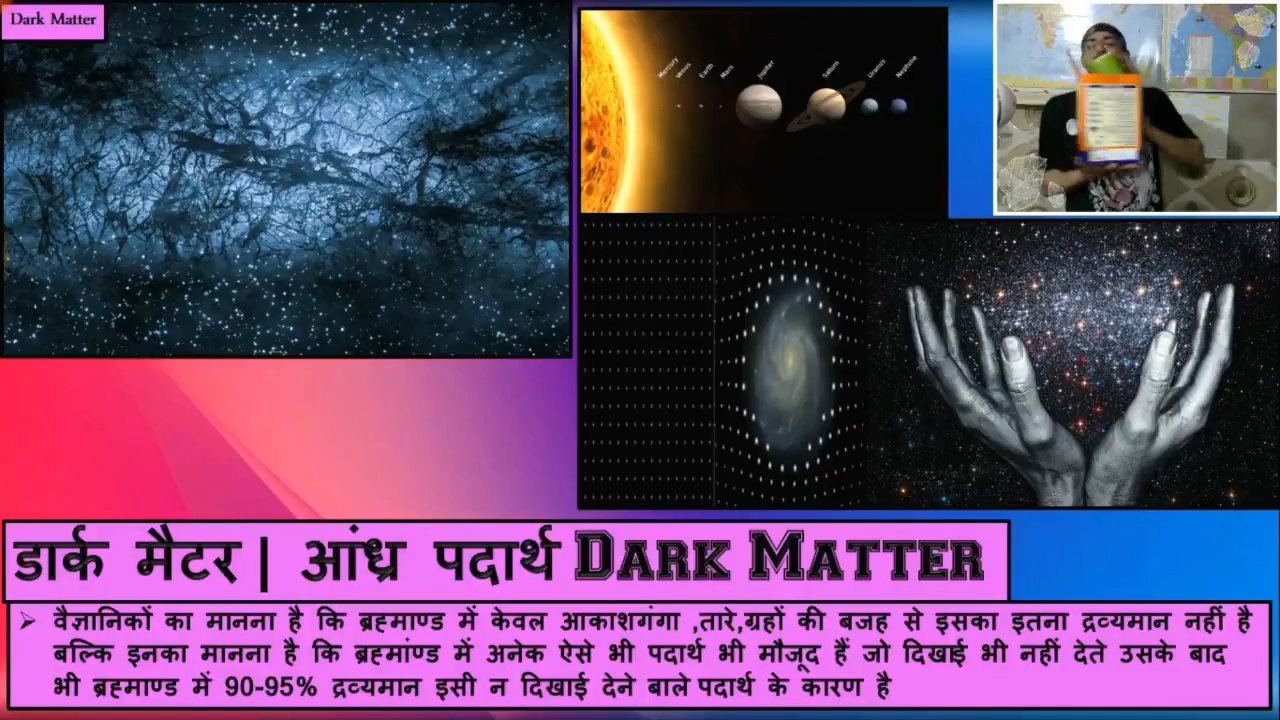 Dark Matter
Mercury
Venus
Earth
Mars
Jupiter
Saturn
Uranus
Neptune
डार्क मैटर | आंध्र पदार्थ DARK MATTER
➢ वैज्ञानिकों का मानना है कि ब्रह्माण्ड में केवल आकाशगंगा ,तारे,ग्रहों की बजह से इसका इतना द्रव्यमान नहीं है
बल्कि इनका मानना है कि ब्रह्मांण्ड में अनेक ऐसे भी पदार्थ भी मौजूद हैं जो दिखाई भी नहीं देते उसके बाद
भी ब्रह्माण्ड में 90-95% द्रव्यमान इसी न दिखाई देने बाले पदार्थ के कारण है